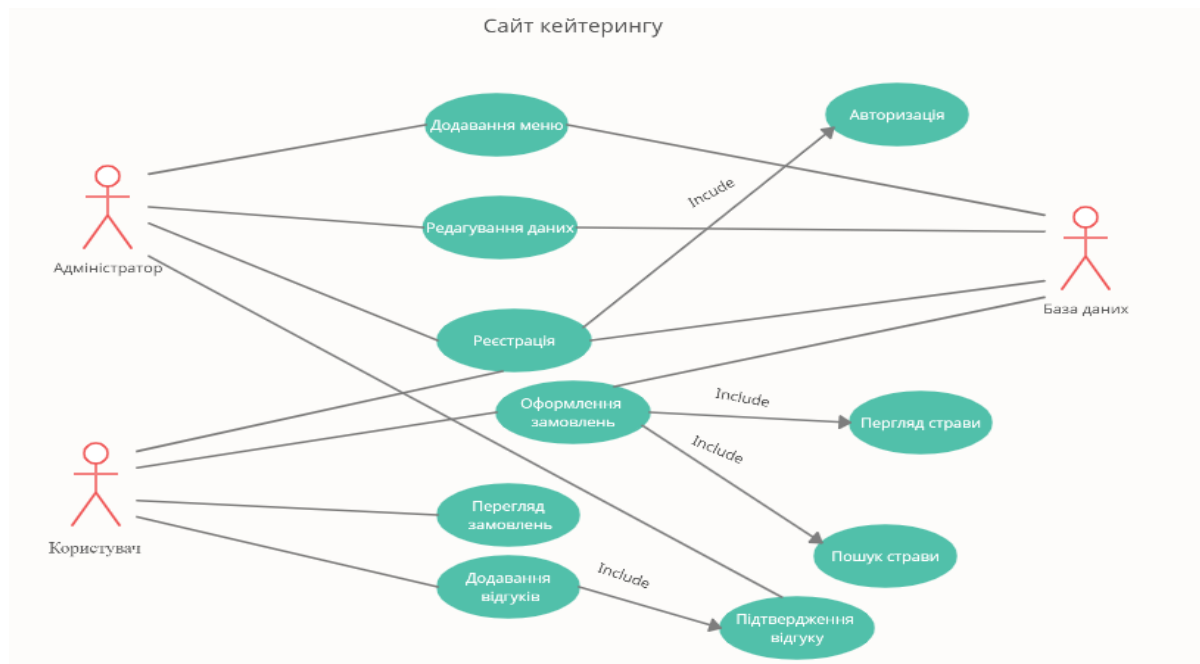 Сайт кейтерингу
Додавання меню
Авторизація
Incude
Редагування даних
Адміністратор
База даних
Реєстрація
Оформлення
замовлень
Include
Пергляд страви
Include
Перегляд
замовлень
Користувач
Пошук страви
Додавання
відгуків
Include
Підтвердження
відгуку